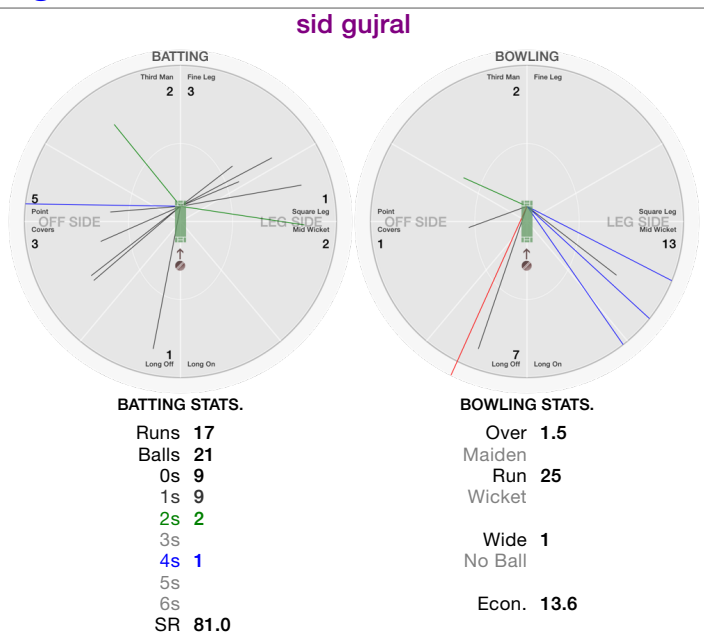 sid gujral
BATTING
Third Man
Fine Leg
2
3
5
Point
OFF SIDE
Covers
3
1
Square Leg
LEG SIDE
Mid Wicket
2
1
Long Off
Long On
BOWLING
Third Man
Fine Leg
2
Point
OFF SIDE
Covers
1
Square Leg
LEG SIDE
Mid Wicket
13
7
Long Off
Long On
BATTING STATS.
Runs 17
Balls 21
0s 9
1s 9
2s 2
3s
4s 1
5s
6s
SR 81.0
BOWLING STATS.
Over 1.5
Maiden
Run 25
Wicket
Wide 1
No Ball
Econ. 13.6